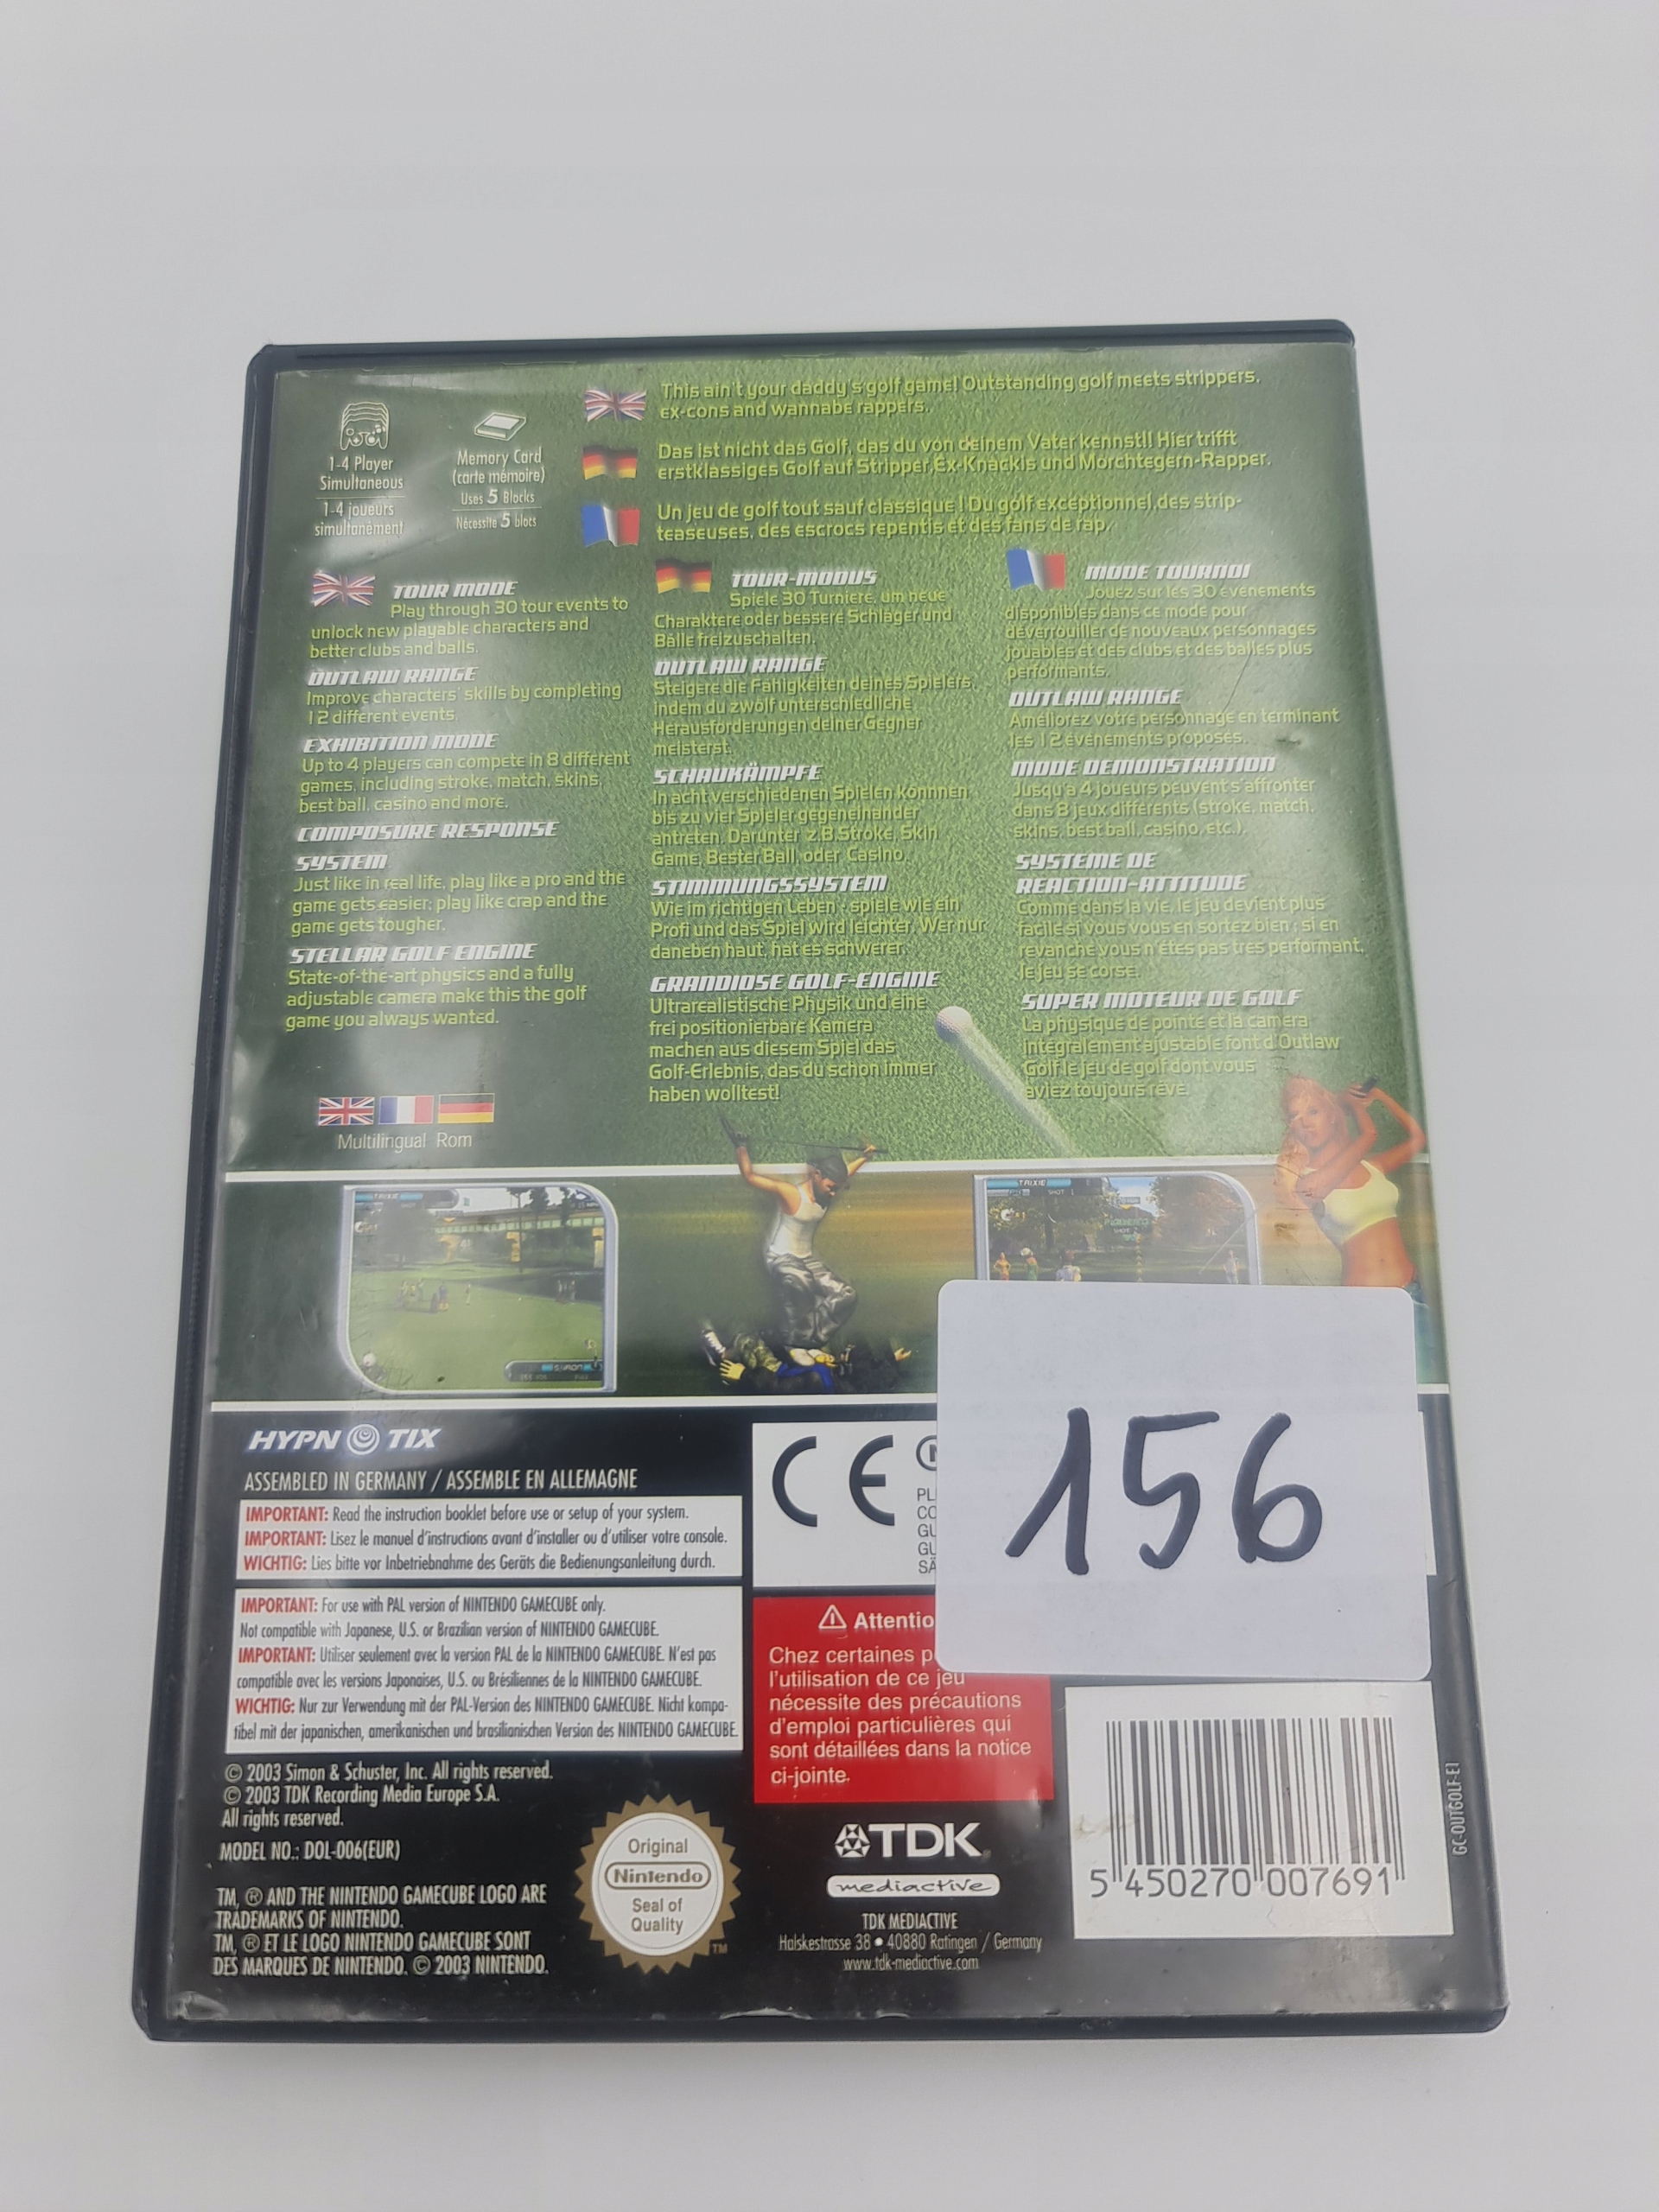 This ain't your daddy's golf game! Outstanding golf meets strippers,
ex-cons and wannabe rappers.
Das ist nicht das Golf, das du von deinem Vater kennst!! Hier trifft
erstklassiges Golf auf Stripper, Ex-Knackis und Möchtegern-Rapper.
Un jeu de golf tout sauf classique ! Du golf exceptionnel, des strip-
teaseuses, des escrocs repentis et des fans de rap.
1-4 Player
Simultaneous
1-4 joueurs
simultanément
Memory Card
(carte mémoire)
Uses 5 Blocks
Nécessite 5 blocs
TOUR MODE
Play through 30 tour events to
unlock new playable characters and
better clubs and balls.
OUTLAW RANGE
Improve characters' skills by completing
12 different events.
EXHIBITION MODE
Up to 4 players can compete in 8 different
games, including stroke, match, skins,
best ball, casino and more.
COMPOSURE RESPONSE
SYSTEM
Just like in real life, play like a pro and the
game gets easier; play like crap and the
game gets tougher.
STELLAR GOLF ENGINE
State-of-the-art physics and a fully
adjustable camera make this the golf
game you always wanted.
Multilingual Rom
TOUR-MODUS
Spiele 30 Turniere, um neue
Charaktere oder bessere Schläger und
Bälle freizuschalten.
OUTLAW RANGE
Steigere die Fähigkeiten deines Spielers,
indem du zwölf unterschiedliche
Herausforderungen deiner Gegner
meisterst.
SCHAUKÄMPFE
In acht verschiedenen Spielen könnnen
bis zu vier Spieler gegeneinander
antreten. Darunter z.B. Stroke, Skin
Game, Bester Ball, oder Casino.
STIMMUNGSSYSTEM
Wie im richtigen Leben - spiele wie ein
Profi und das Spiel wird leichter. Wer nur
daneben haut, hat es schwerer.
GRANDIOSE GOLF-ENGINE
Ultrarealistische Physik und eine
frei positionierbare Kamera
machen aus diesem Spiel das
Golf-Erlebnis, das du schon immer
haben wolltest!
MODE TOURNOI
Jouez sur les 30 événements
disponibles dans ce mode pour
déverrouiller de nouveaux personnages
jouables et des clubs et des balles plus
performants.
OUTLAW RANGE
Améliorez votre personnage en terminant
les 12 événements proposés.
MODE DEMONSTRATION
Jusqu'à 4 joueurs peuvent s'affronter
dans 8 jeux différents (stroke, match,
skins, best ball, casino, etc.).
SYSTEME DE
REACTION-ATTITUDE
Comme dans la vie, le jeu devient plus
facile si vous vous en sortez bien ; si en
revanche vous n'êtes pas très performant,
le jeu se corse.
SUPER MOTEUR DE GOLF
La physique de pointe et la caméra
intégralement ajustable font d'Outlaw
Golf le jeu de golf dont vous
aviez toujours rêvé.
TRIXIE
SHOT
TRIXIE
SHOT
156
HYPNOTIX
ASSEMBLED IN GERMANY / ASSEMBLE EN ALLEMAGNE
IMPORTANT: Read the instruction booklet before use or setup of your system.
IMPORTANT: Lisez le manuel d'instructions avant d'installer ou d'utiliser votre console.
WICHTIG: Lies bitte vor Inbetriebnahme des Geräts die Bedienungsanleitung durch.
IMPORTANT: For use with PAL version of NINTENDO GAMECUBE only.
Not compatible with Japanese, U.S. or Brazilian version of NINTENDO GAMECUBE.
IMPORTANT: Utiliser seulement avec la version PAL de la NINTENDO GAMECUBE. N'est pas
compatible avec les versions Japonaises, U.S. ou Brésiliennes de la NINTENDO GAMECUBE.
WICHTIG: Nur zur Verwendung mit der PAL-Version des NINTENDO GAMECUBE. Nicht kompa-
tibel mit der japanischen, amerikanischen und brasilianischen Version des NINTENDO GAMECUBE.
© 2003 Simon & Schuster, Inc. All rights reserved.
© 2003 TDK Recording Media Europe S.A.
All rights reserved.
MODEL NO.: DOL-006(EUR)
TM, ® AND THE NINTENDO GAMECUBE LOGO ARE
TRADEMARKS OF NINTENDO.
TM, ® ET LE LOGO NINTENDO GAMECUBE SONT
DES MARQUES DE NINTENDO. © 2003 NINTENDO.
Original
Nintendo
Seal of
Quality
TM
CE
PL
CO
GU
GU
SÄ
Attentio
Chez certaines p
l'utilisation de ce jeu
nécessite des précautions
d'emploi particulières qui
sont détaillées dans la notice
ci-jointe.
TDK
mediactive
TDK MEDIACTIVE
Halskestrasse 38 • 40880 Ratingen / Germany
www.tdk-mediactive.com
5 450270 007691
GC-OUTGOLF-E1